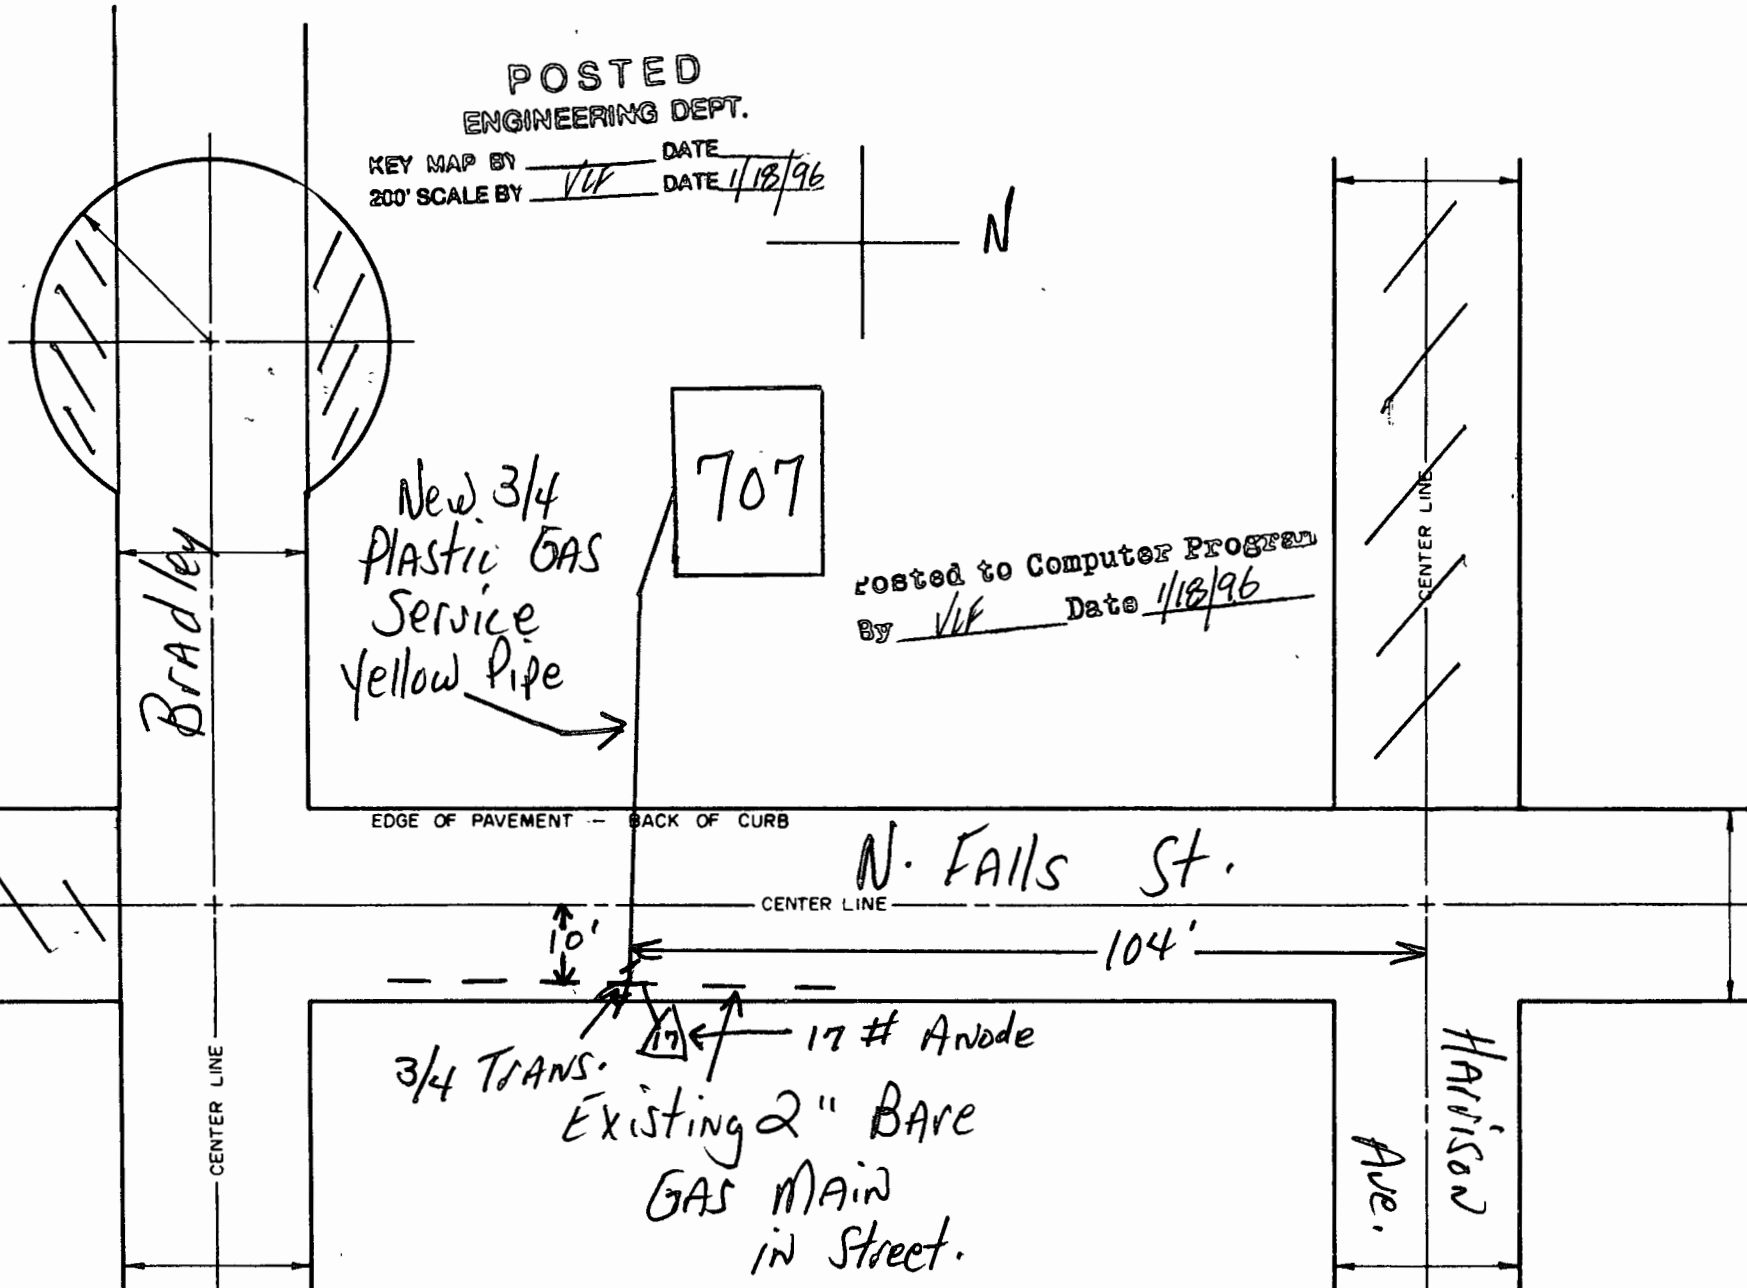 POSTED
ENGINEERING DEPT.
KEY MAP BY DATE
200' SCALE BY VLF DATE 1/18/96
N
707
New 3/4
Plastic GAS
Service
Yellow Pipe
Bradley
Posted to Computer Program
By VLF Date 1/18/96
CENTER LINE
EDGE OF PAVEMENT - BACK OF CURB
N. Falls St.
CENTER LINE
10'
104'
17
17 # Anode
3/4 Trans.
Existing 2" Bare
GAS Main
in Street.
CENTER LINE
Harrison
Ave.